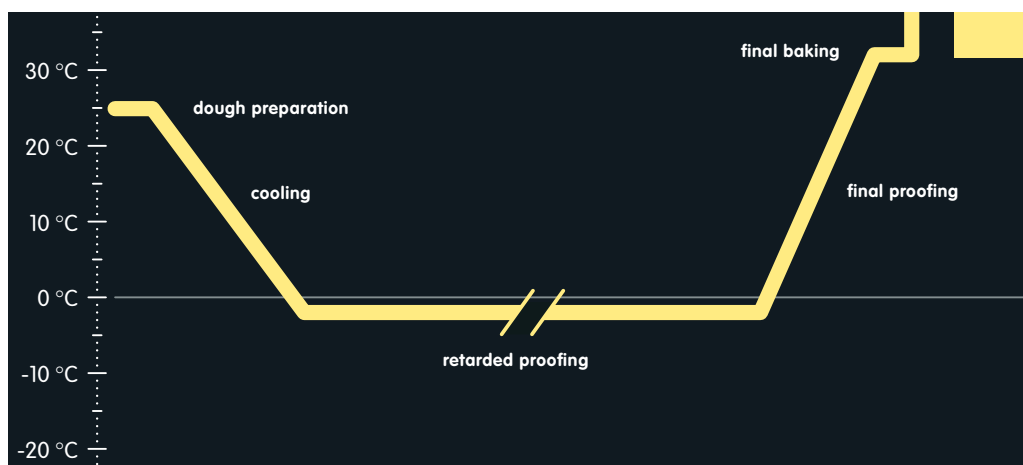 final baking
30 °C
dough preparation
20 °C
cooling
final proofing
10 °C
0 °C
retarded proofing
-10 °C
-20 °C